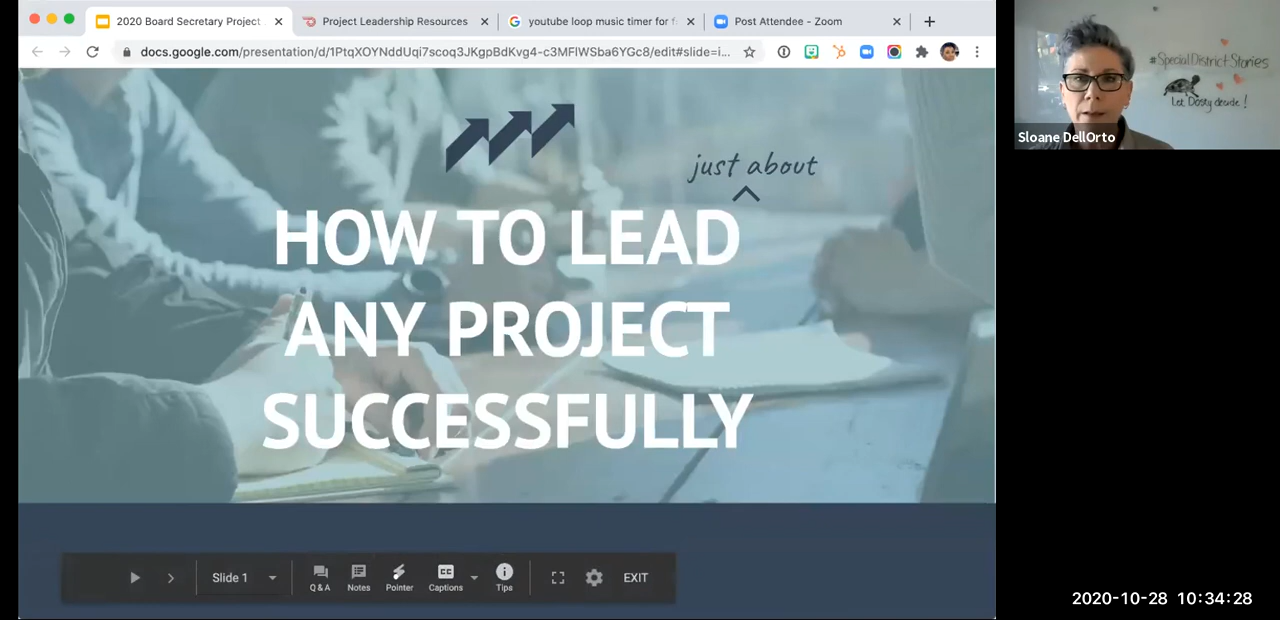 2020 Board Secretary Project
Project Leadership Resources
youtube loop music timer for f
Post Attendee - Zoom
docs.google.com/presentation/d/1PtqXOYNddUqi7scoq3JKgpBdKvg4-c3MFlWSba6YGc8/edit#slide=i...
just about
HOW TO LEAD
ANY PROJECT
SUCCESSFULLY
Slide 1
Q & A
Notes
Pointer
CC
Captions
Tips
EXIT
#SpecialDistrictStories
Let Dotty decide!
Sloane DellOrto
2020-10-28 10:34:28